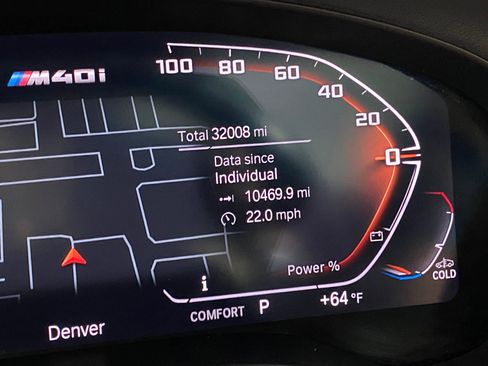 M40i
100 80 60 40 20 0
Total 32008 mi
Data since
Individual
10469.9 mi
22.0 mph
Power %
i
COLD
COMFORT P +64 °F
Denver